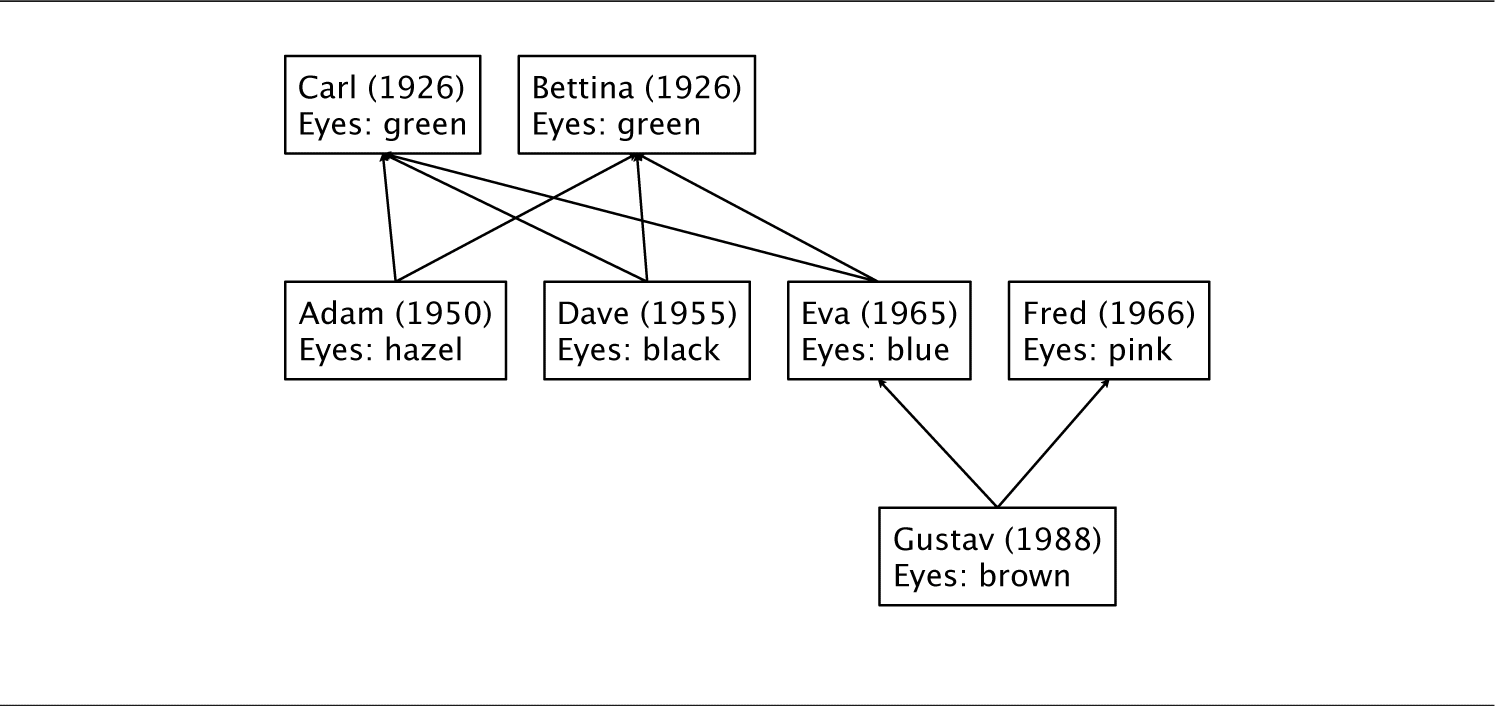 Carl (1926)
Eyes: green
Bettina (1926)
Eyes: green
Adam (1950)
Eyes: hazel
Dave (1955)
Eyes: black
Eva (1965)
Eyes: blue
Fred (1966)
Eyes: pink
Gustav (1988)
Eyes: brown